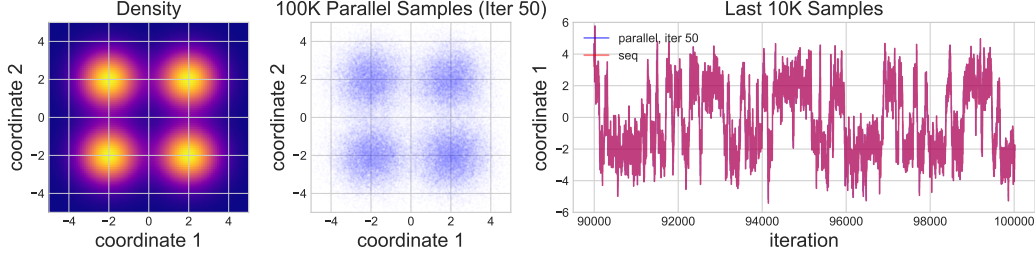 Density
4
2
0
−2
−4
−2
0
2
4
coordinate 2
coordinate 1
100K Parallel Samples (Iter 50)
4
2
0
−2
−4
−4
−2
0
2
4
coordinate 2
coordinate 1
Last 10K Samples
6
4
2
0
−2
−4
−6
90000
92000
94000
96000
98000
100000
coordinate 1
iteration
parallel, iter 50
seq